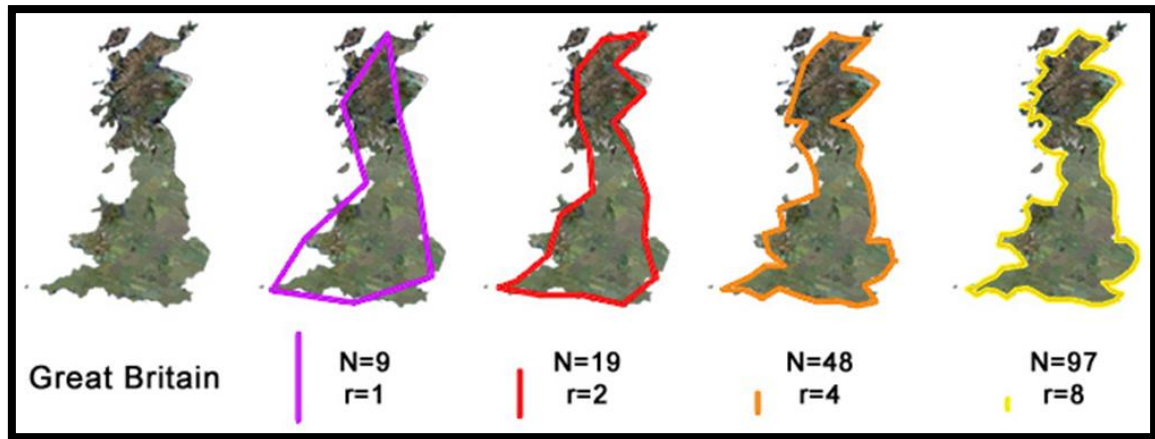 Great Britain
N=9
r=1
N=19
r=2
N=48
r=4
N=97
r=8